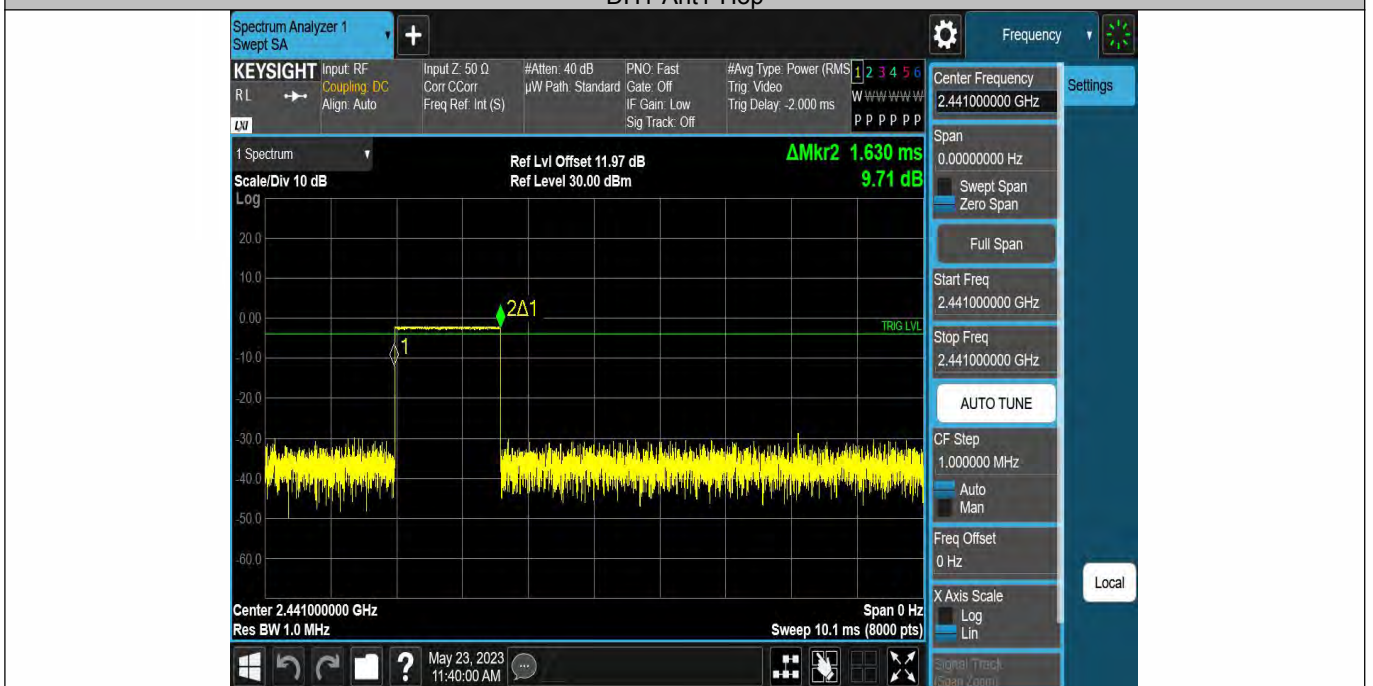 Spectrum Analyzer 1
Swept SA
Frequency
KEYSIGHT
RL
LXI
Input: RF
Coupling: DC
Align: Auto
Input Z: 50 Ω
Corr CCorr
Freq Ref: Int (S)
#Atten: 40 dB
µW Path: Standard
PNO: Fast
Gate: Off
IF Gain: Low
Sig Track: Off
#Avg Type: Power (RMS
Trig: Video
Trig Delay: -2.000 ms
1 2 3 4 5 6
W W W W W W
P P P P P P
1 Spectrum
Scale/Div 10 dB
Log
Ref Lvl Offset 11.97 dB
Ref Level 30.00 dBm
ΔMkr2 1.630 ms
9.71 dB
20.0
10.0
0.00
-10.0
-20.0
-30.0
-40.0
-50.0
-60.0
2Δ1
1
TRIG LVL
Center 2.441000000 GHz
Res BW 1.0 MHz
Span 0 Hz
Sweep 10.1 ms (8000 pts)
Center Frequency
2.441000000 GHz
Settings
Span
0.00000000 Hz
Swept Span
Zero Span
Full Span
Start Freq
2.441000000 GHz
Stop Freq
2.441000000 GHz
AUTO TUNE
CF Step
1.000000 MHz
Auto
Man
Freq Offset
0 Hz
X Axis Scale
Log
Lin
Signal Track
(Span Zoom)
Local
May 23, 2023
11:40:00 AM